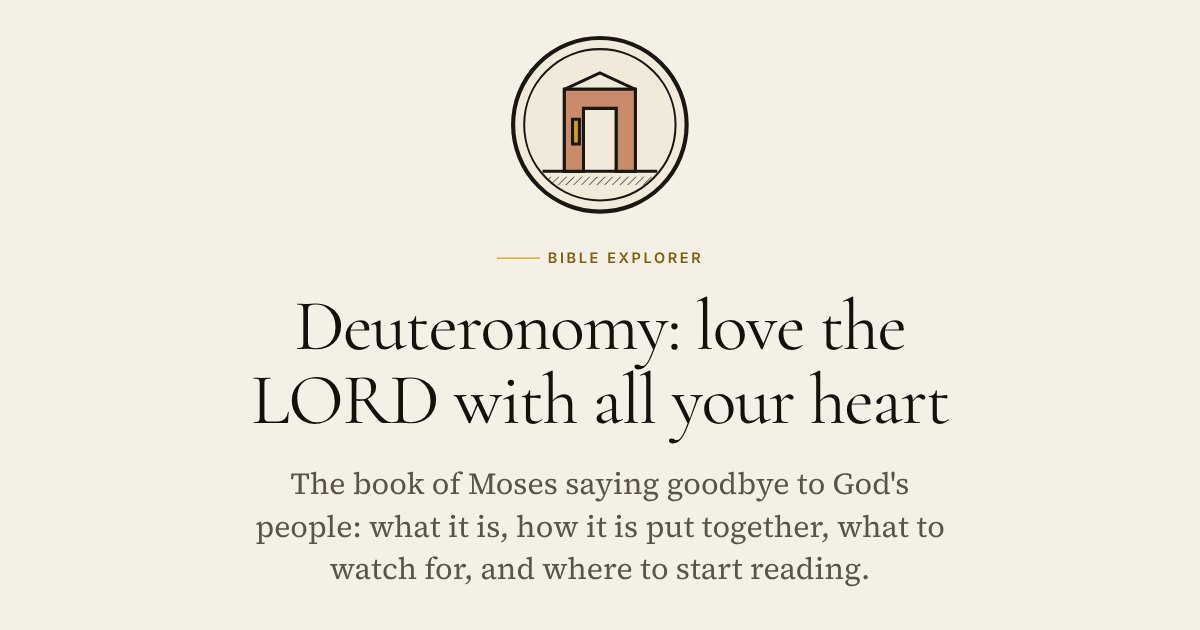 BIBLE EXPLORER
Deuteronomy: love the
LORD with all your heart
The book of Moses saying goodbye to God's
people: what it is, how it is put together, what to
watch for, and where to start reading.